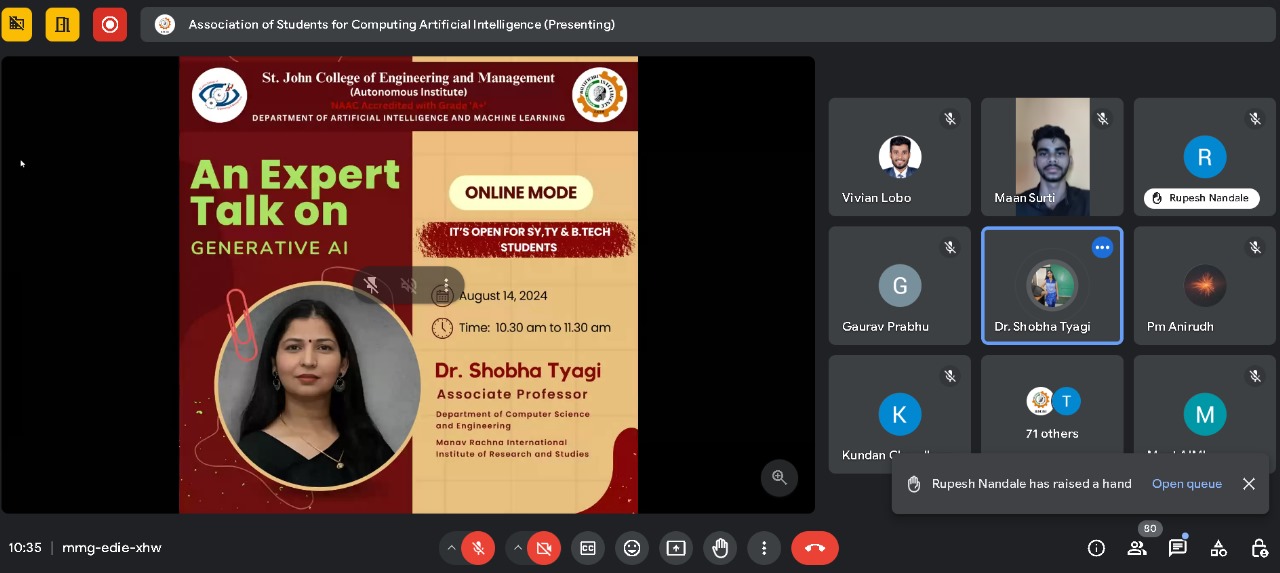 Association of Students for Computing Artificial Intelligence (Presenting)
St. John College of Engineering and Management
(Autonomous Institute)
NAAC Accredited with Grade 'A+'
DEPARTMENT OF ARTIFICIAL INTELLIGENCE AND MACHINE LEARNING
An Expert
Talk on
GENERATIVE AI
ONLINE MODE
IT'S OPEN FOR SY,TY & B.TECH
STUDENTS
August 14, 2024
Time: 10.30 am to 11.30 am
Dr. Shobha Tyagi
Associate Professor
Department of Computer Science
and Engineering
Manav Rachna International
Institute of Research and Studies
Vivian Lobo
Maan Surti
R
Rupesh Nandale
G
Gaurav Prabhu
Dr. Shobha Tyagi
Pm Anirudh
K
Kundan
T
71 others
M
Rupesh Nandale has raised a hand
Open queue
10:35 | mmg-edie-xhw
CC
80